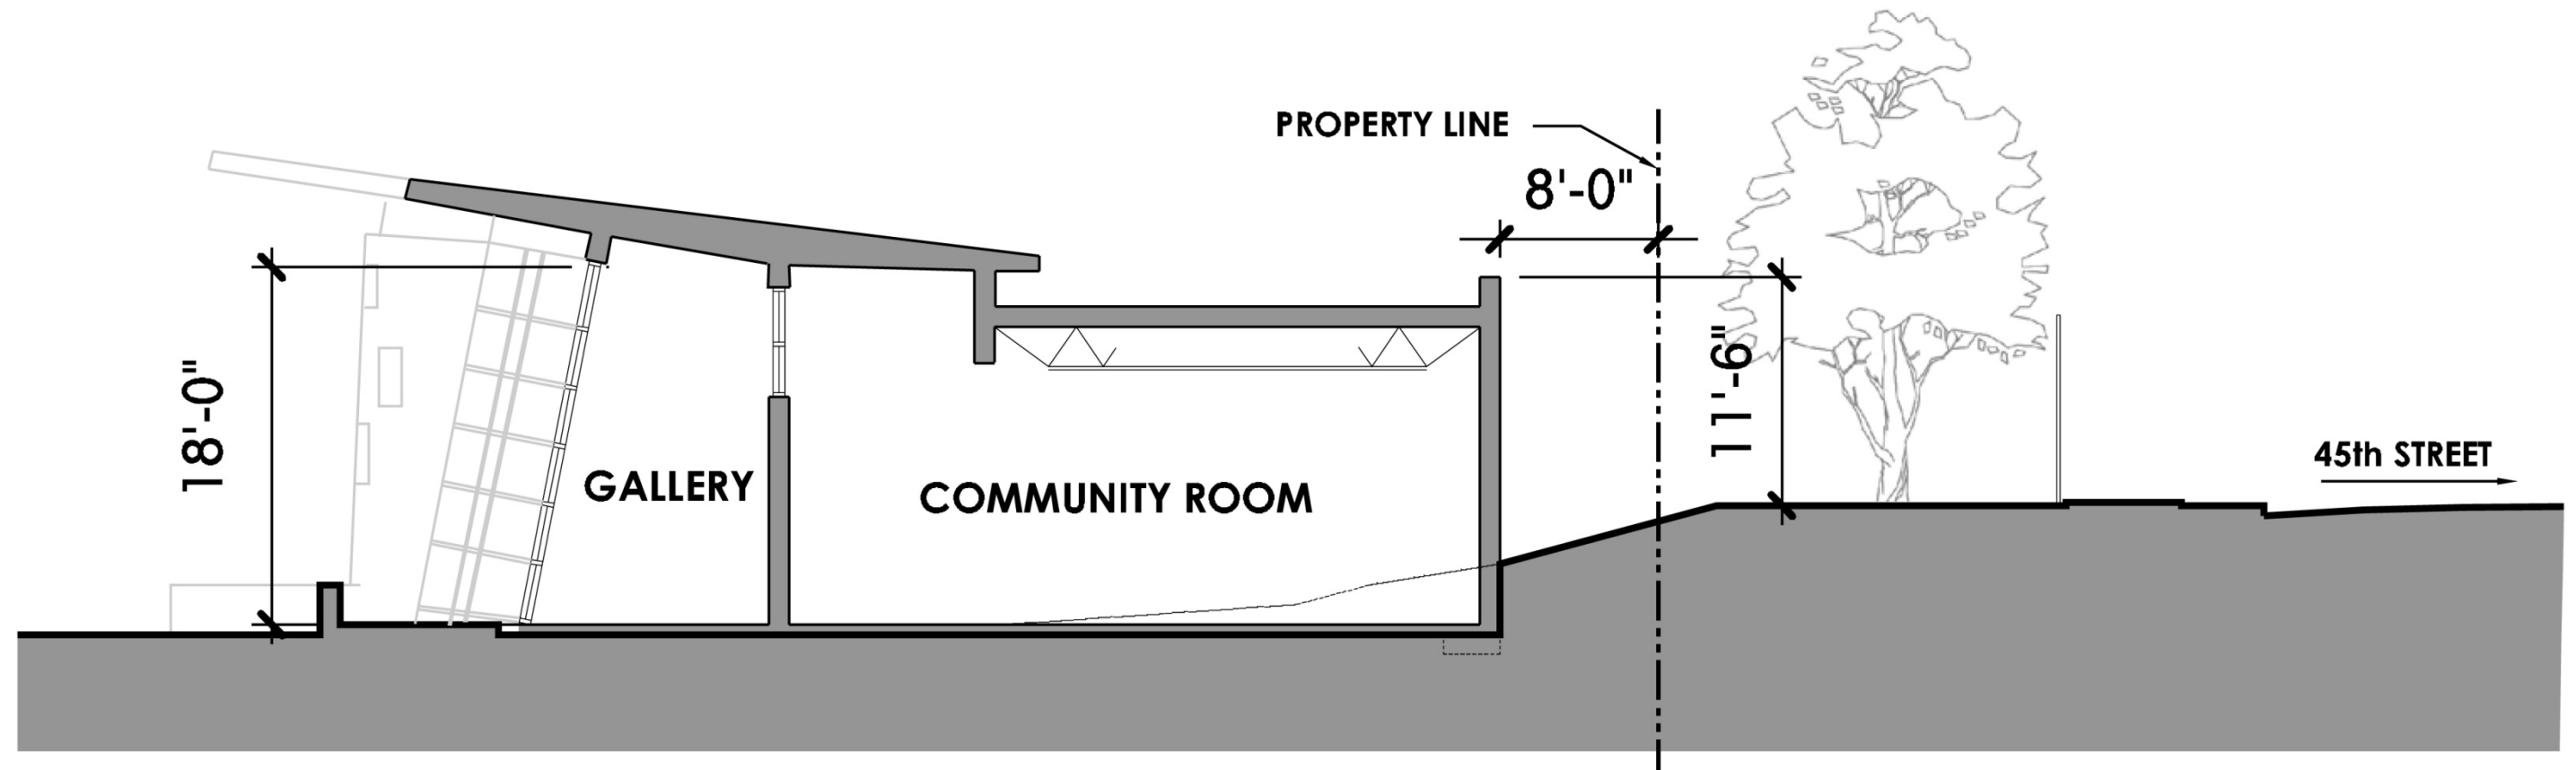 PROPERTY LINE
8'-0"
18'-0"
11'-6"
GALLERY
COMMUNITY ROOM
45th STREET